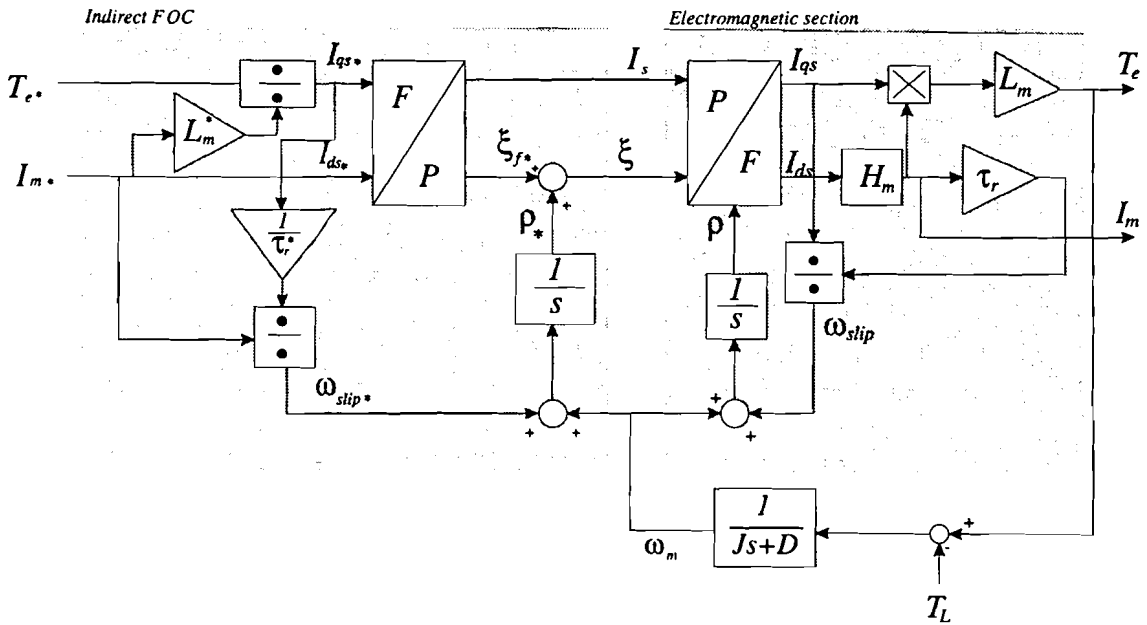 Indirect FOC
Electromagnetic section
T_e*
÷
I_qs*
F
P
I_s
P
F
I_qs
×
L_m
T_e
L_m^*
I_ds*
ξ_f*
+
ξ
I_ds
H_m
τ_r
I_m*
ρ_*
+
ρ
I_m
1/τ_r^*
1/s
1/s
÷
ω_slip
÷
ω_slip*
+
+
+
+
1/(Js+D)
ω_m
+
-
T_L